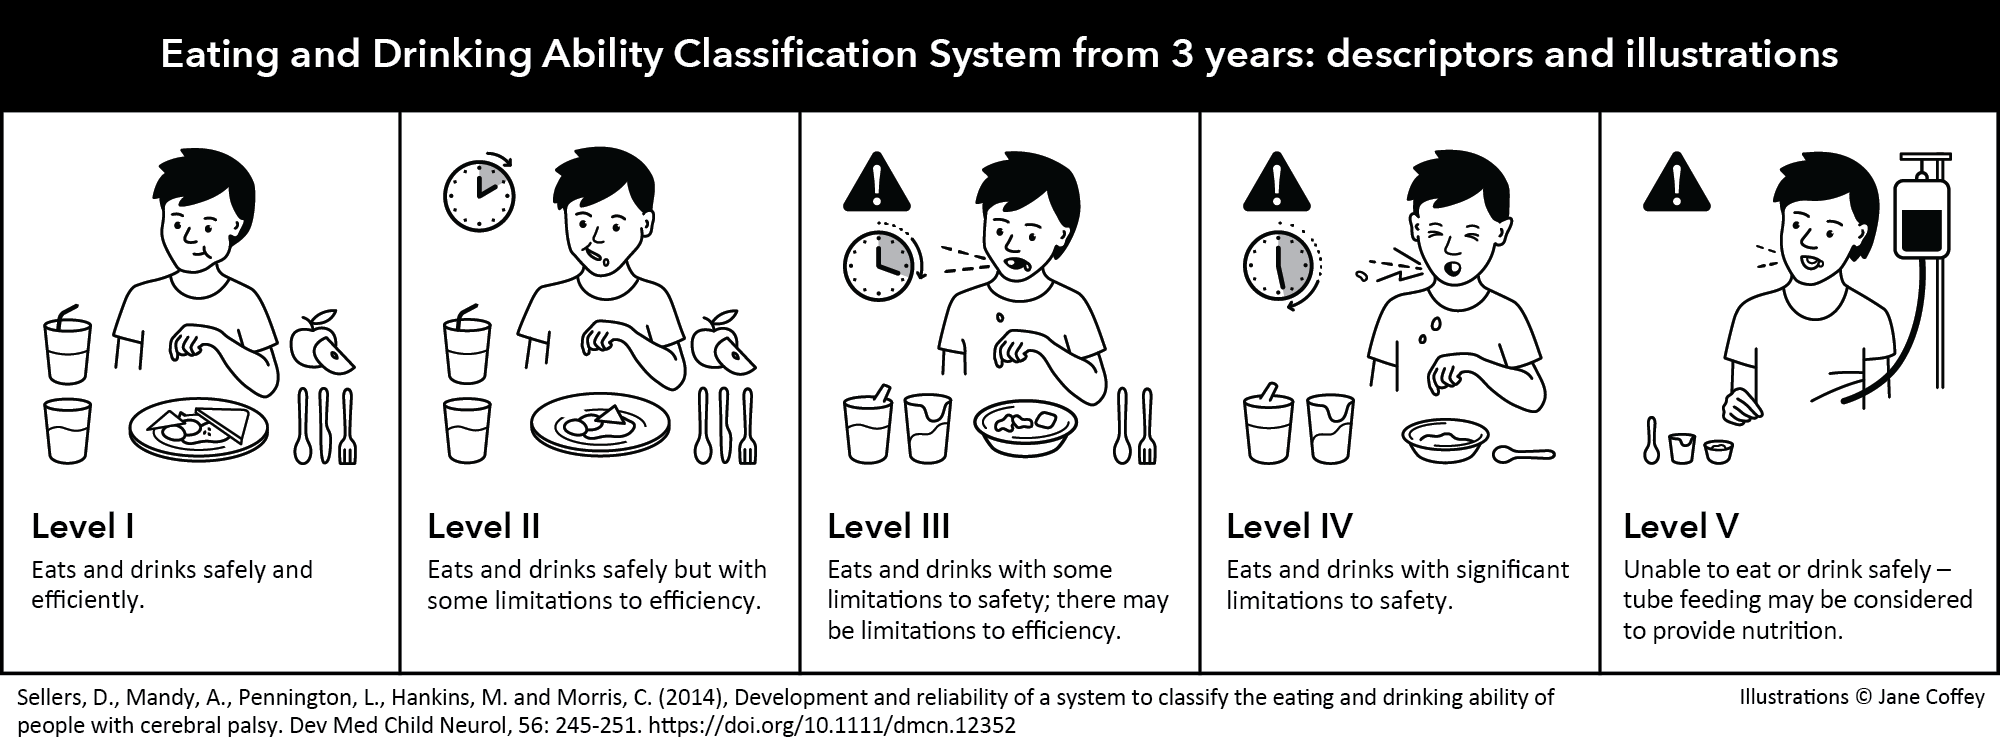 Eating and Drinking Ability Classification System from 3 years: descriptors and illustrations
Level I
Eats and drinks safely and
efficiently.
Level II
Eats and drinks safely but with
some limitations to efficiency.
Level III
Eats and drinks with some
limitations to safety; there may
be limitations to efficiency.
Level IV
Eats and drinks with significant
limitations to safety.
Level V
Unable to eat or drink safely –
tube feeding may be considered
to provide nutrition.
Sellers, D., Mandy, A., Pennington, L., Hankins, M. and Morris, C. (2014), Development and reliability of a system to classify the eating and drinking ability of
people with cerebral palsy. Dev Med Child Neurol, 56: 245-251. https://doi.org/10.1111/dmcn.12352
Illustrations © Jane Coffey